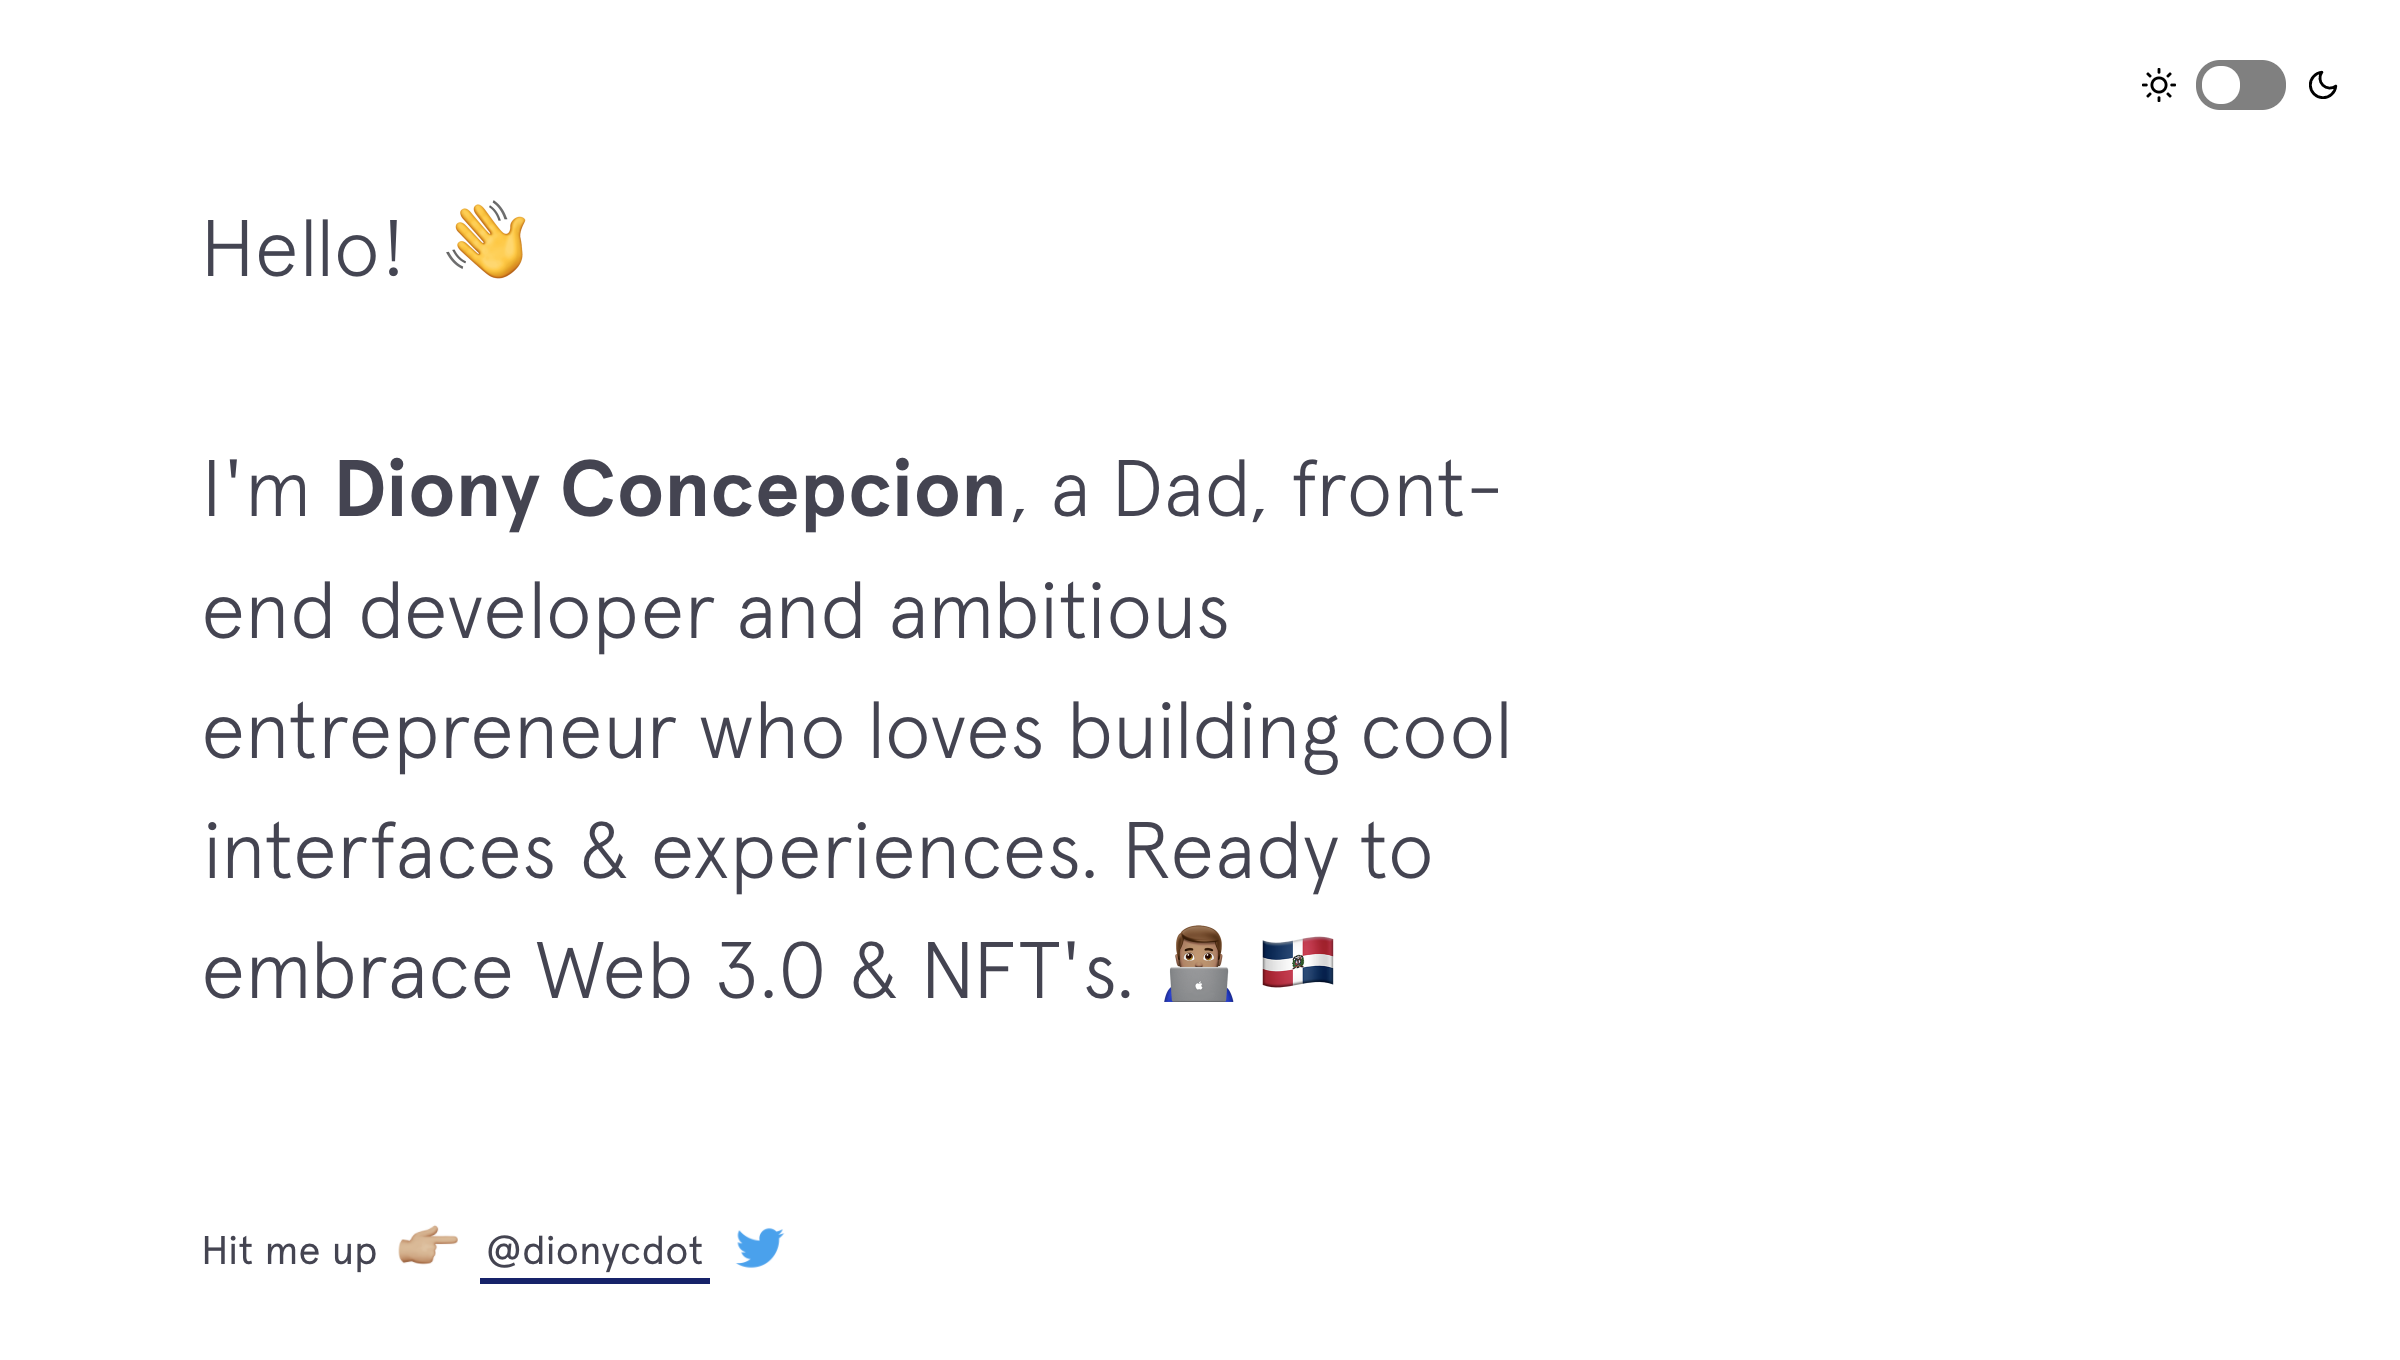 Hello! 👋
I'm Diony Concepcion, a Dad, front-
end developer and ambitious
entrepreneur who loves building cool
interfaces & experiences. Ready to
embrace Web 3.0 & NFT's. 👨🏽‍💻 🇩🇴
Hit me up 👉🏼 @dionycdot